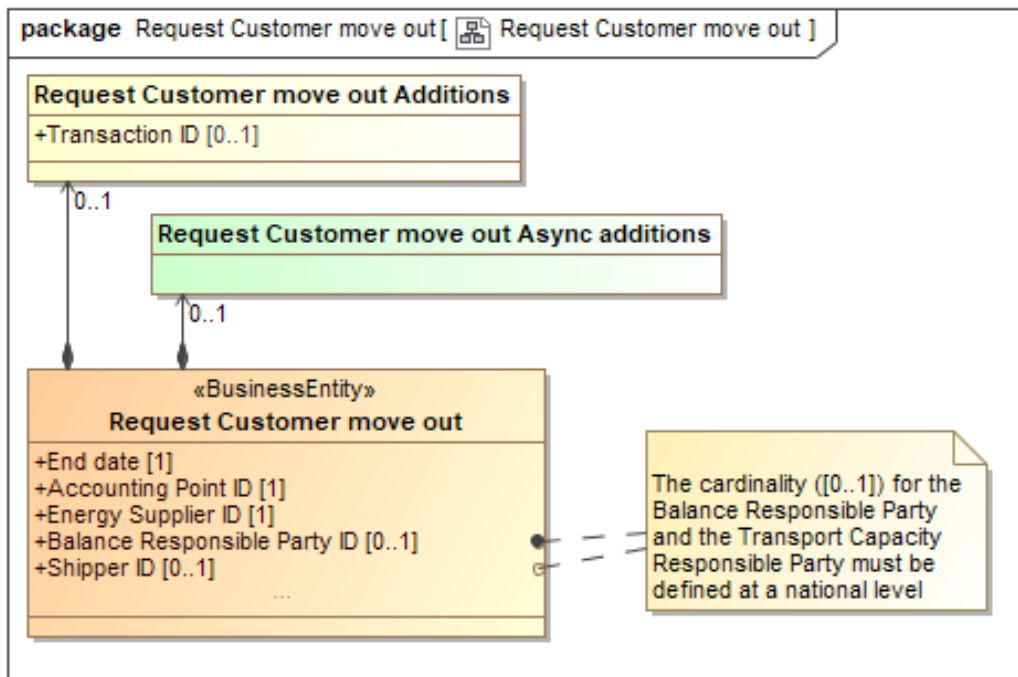 package Request Customer move out [ Request Customer move out ]
Request Customer move out Additions
+Transaction ID [0..1]
0..1
Request Customer move out Async additions
0..1
«BusinessEntity»
Request Customer move out
+End date [1]
+Accounting Point ID [1]
+Energy Supplier ID [1]
+Balance Responsible Party ID [0..1]
+Shipper ID [0..1]
...
The cardinality ([0..1]) for the
Balance Responsible Party
and the Transport Capacity
Responsible Party must be
defined at a national level